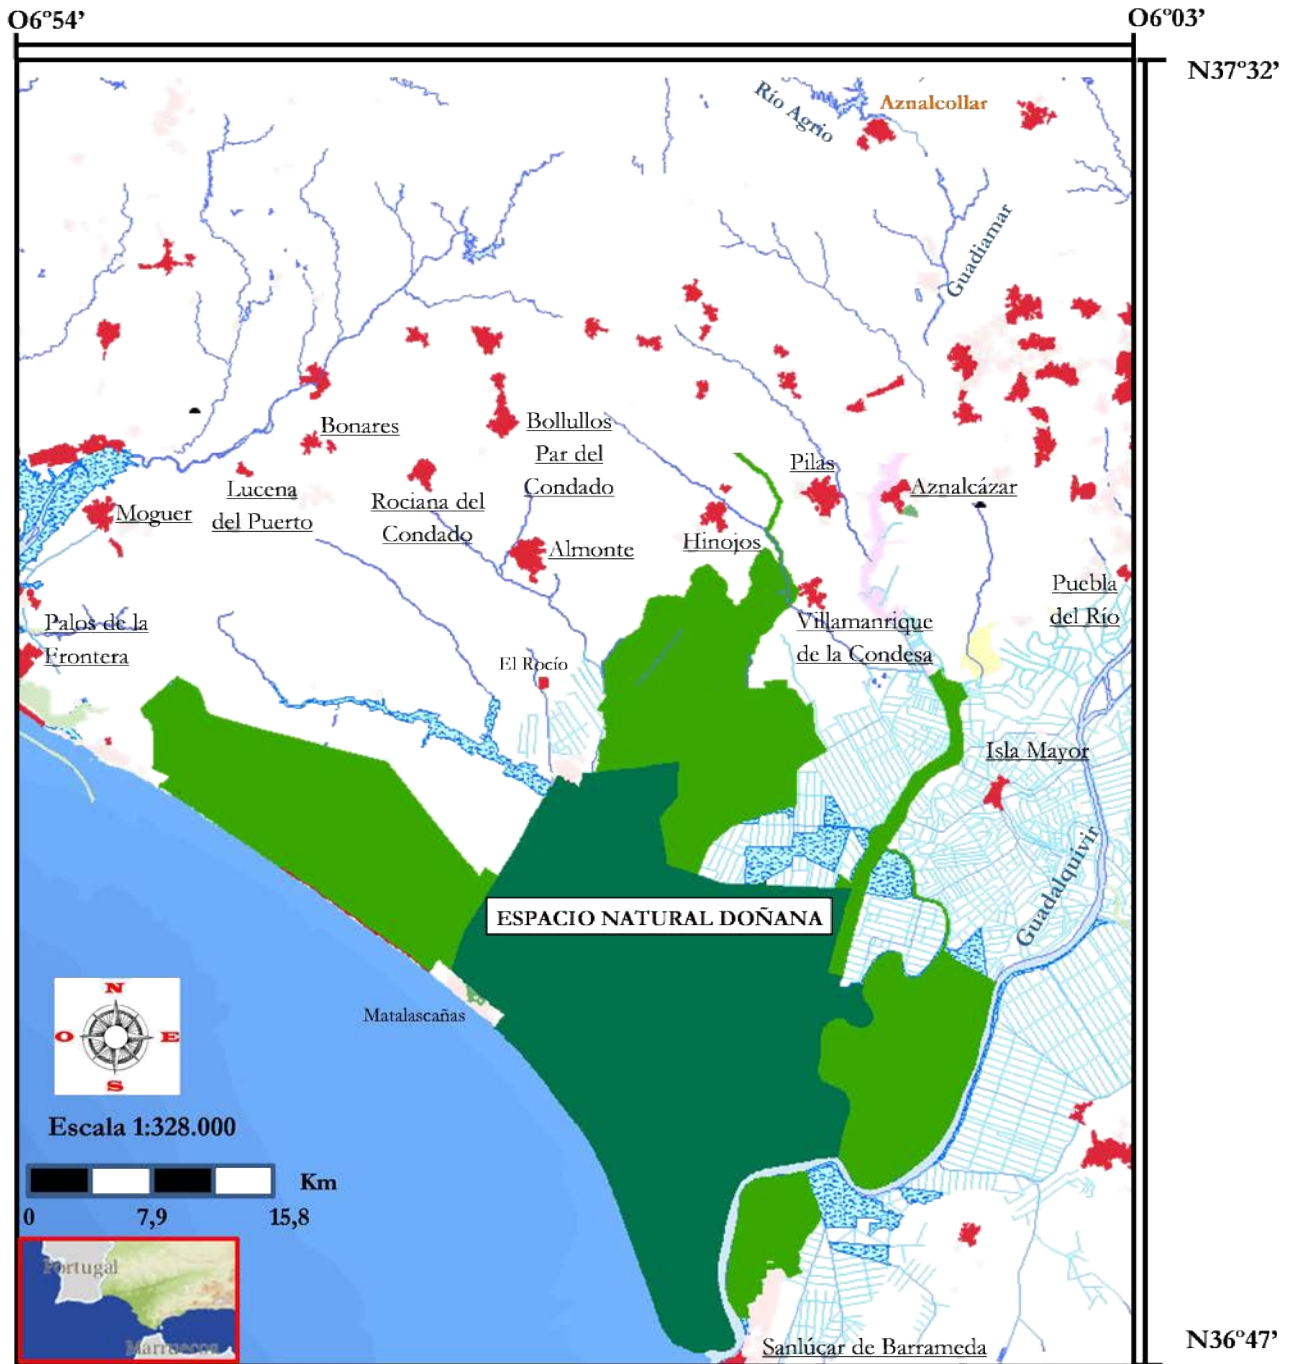 O6º54’
O6º03’
N37º32’
Río Agrio
Aznalcollar
Guadiamar
Bonares
Bollullos
Par del
Condado
Pilas
Aznalcázar
Lucena
del Puerto
Rociana del
Condado
Moguer
Hinojos
Almonte
Puebla
del Río
Palos de la
Frontera
Villamanrique
de la Condesa
El Rocío
Isla Mayor
Guadalquivir
ESPACIO NATURAL DOÑANA
Matalascañas
N
O
E
S
Escala 1:328.000
Km
0
7,9
15,8
Portugal
Marruecos
Sanlúcar de Barrameda
N36º47’